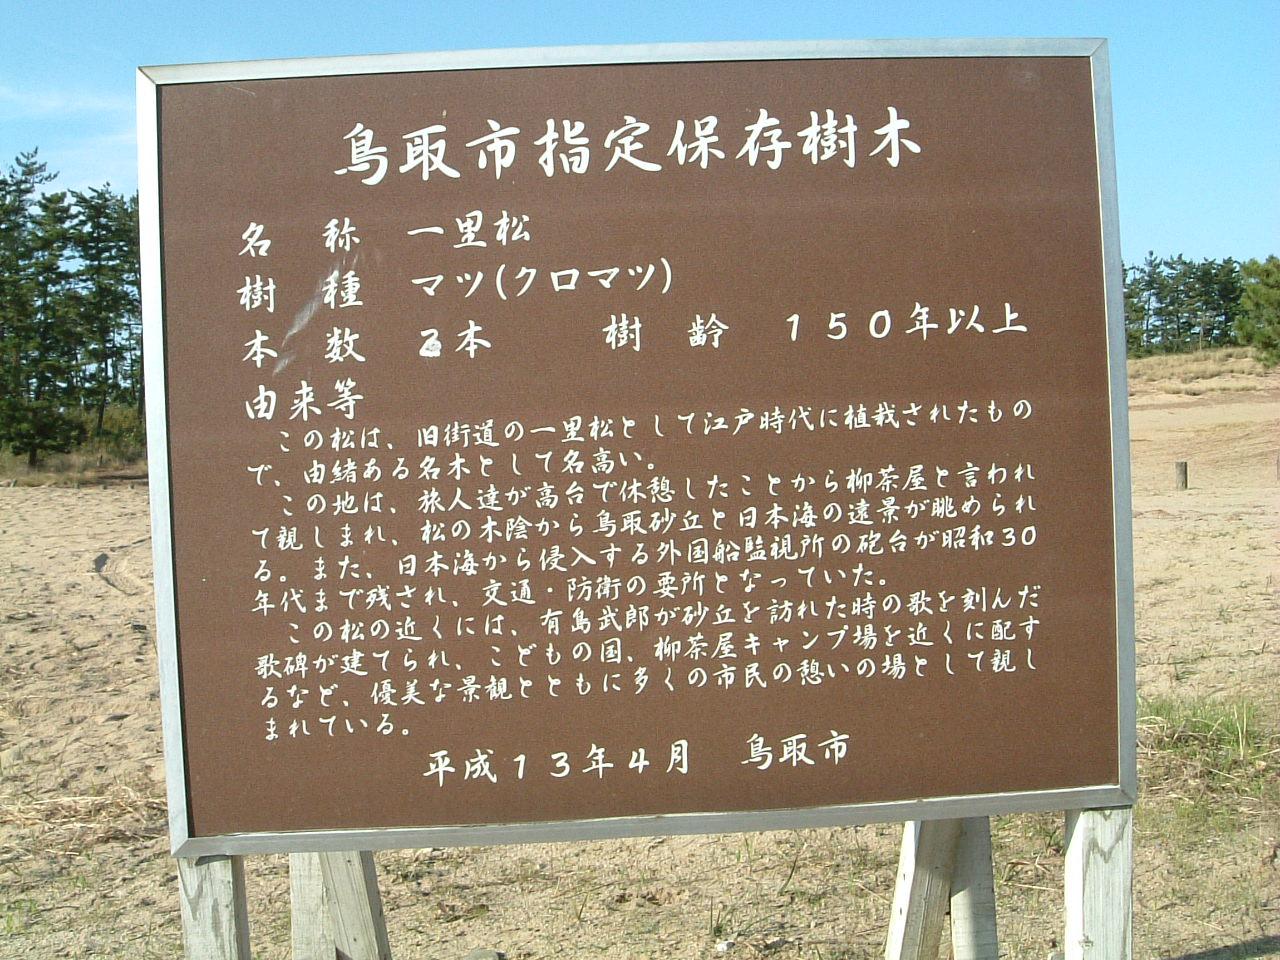 鳥取市指定保存樹木
名 称 一里松
樹 種 マツ(クロマツ)
本 数 本 樹 齢 150年以上
由来等
この松は、旧街道の一里松として江戸時代に植栽されたもの
で、由緒ある名木として名高い。
この地は、旅人達が高台で休憩したことから柳茶屋と言われ
て親しまれ、松の木陰から鳥取砂丘と日本海の遠景が眺められ
る。また、日本海から侵入する外国船監視所の砲台が昭和30
年代まで残され、交通・防衛の要所となっていた。
この松の近くには、有島武郎が砂丘を訪れた時の歌を刻んだ
歌碑が建てられ、こどもの国、柳茶屋キャンプ場を近くに配す
るなど、優美な景観とともに多くの市民の憩いの場として親し
まれている。
平成13年4月 鳥取市